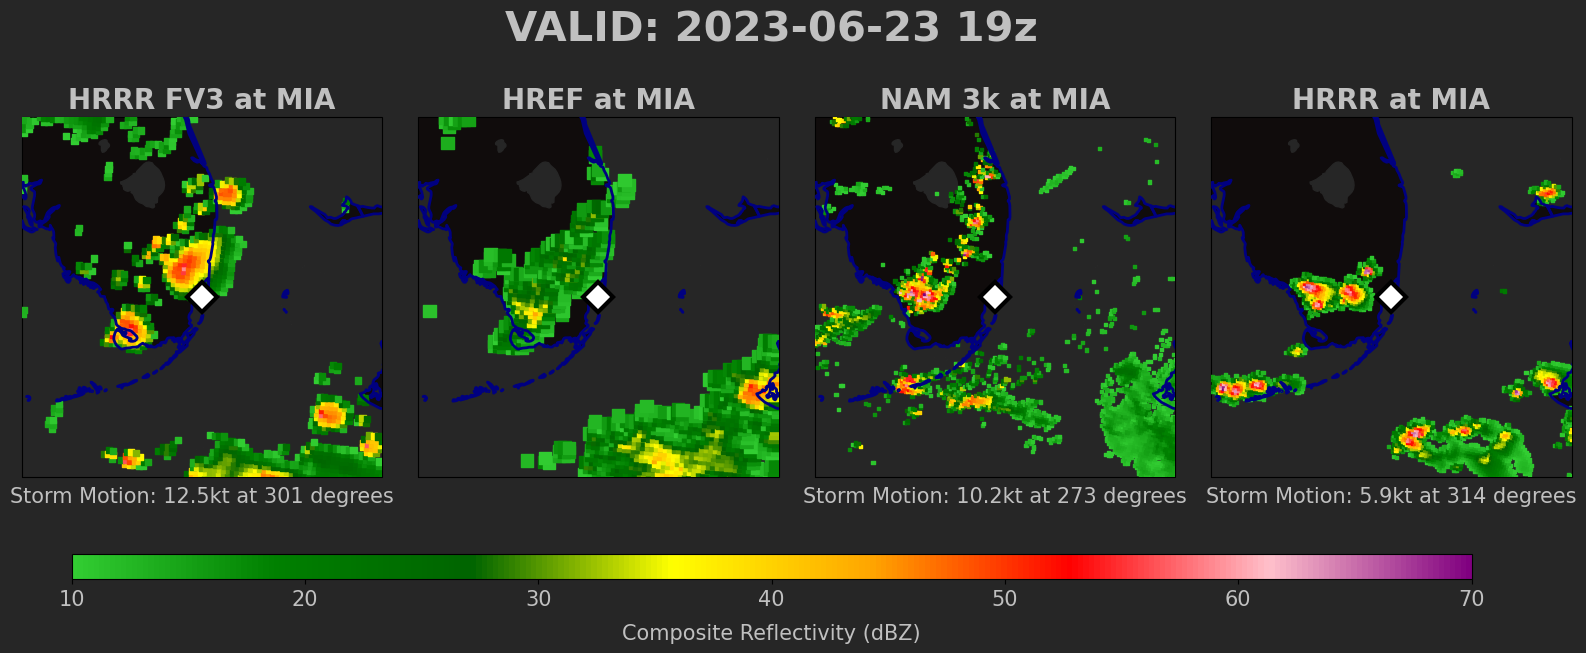 VALID: 2023-06-23 19z
HRRR FV3 at MIA
HREF at MIA
NAM 3k at MIA
HRRR at MIA
Storm Motion: 12.5kt at 301 degrees
Storm Motion: 10.2kt at 273 degrees
Storm Motion: 5.9kt at 314 degrees
10 20 30 40 50 60 70
Composite Reflectivity (dBZ)